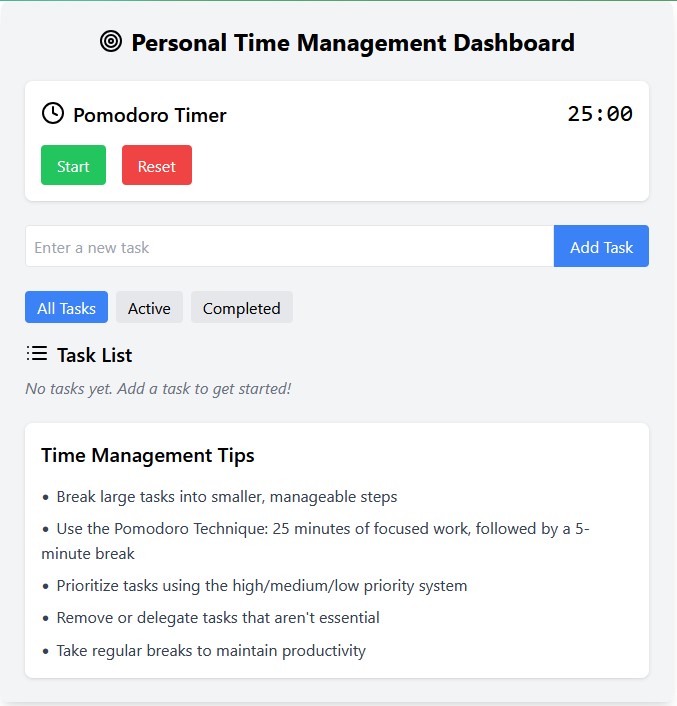 Personal Time Management Dashboard
Pomodoro Timer
25:00
Start
Reset
Enter a new task
Add Task
All Tasks
Active
Completed
Task List
No tasks yet. Add a task to get started!
Time Management Tips
• Break large tasks into smaller, manageable steps
• Use the Pomodoro Technique: 25 minutes of focused work, followed by a 5-
minute break
• Prioritize tasks using the high/medium/low priority system
• Remove or delegate tasks that aren't essential
• Take regular breaks to maintain productivity